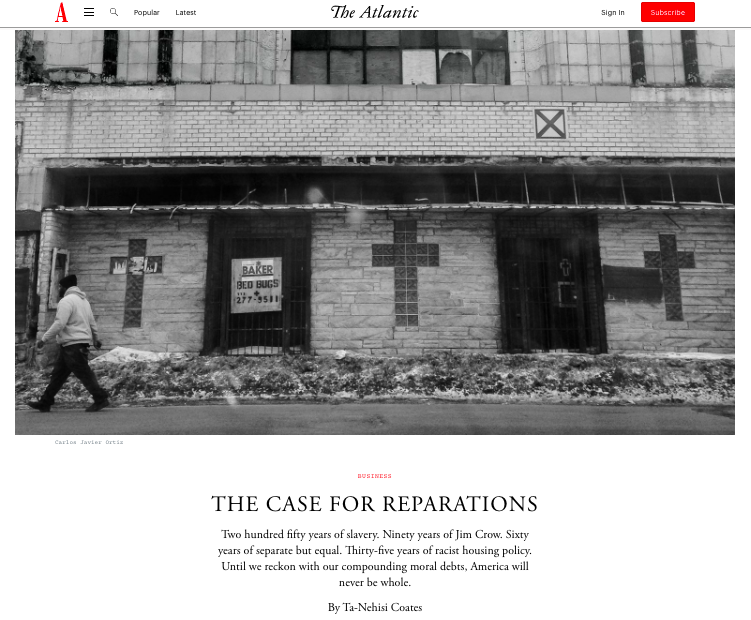 A
Popular
Latest
The Atlantic
Sign In
Subscribe
BAKER
BED BUGS
277-9581
Carlos Javier Ortiz
BUSINESS
THE CASE FOR REPARATIONS
Two hundred fifty years of slavery. Ninety years of Jim Crow. Sixty
years of separate but equal. Thirty-five years of racist housing policy.
Until we reckon with our compounding moral debts, America will
never be whole.
By Ta-Nehisi Coates